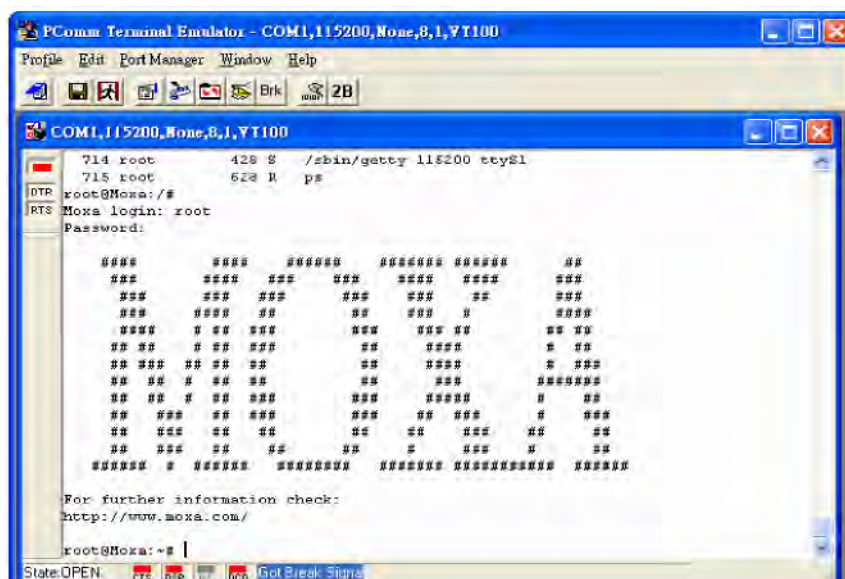 PComm Terminal Emulator - COM1,115200,None,8,1,VT100
Profile Edit Port Manager Window Help
Brk 2B
COM1,115200,None,8,1,VT100
714 root 428 S /sbin/getty 115200 ttyS1
715 root 628 R ps
DTR
root@Moxa:/#
RTS
Moxa login: root
Password:
MOXA
For further information check:
http://www.moxa.com/
root@Moxa:~#
State:OPEN CTS DSR DCD Got Break Signal